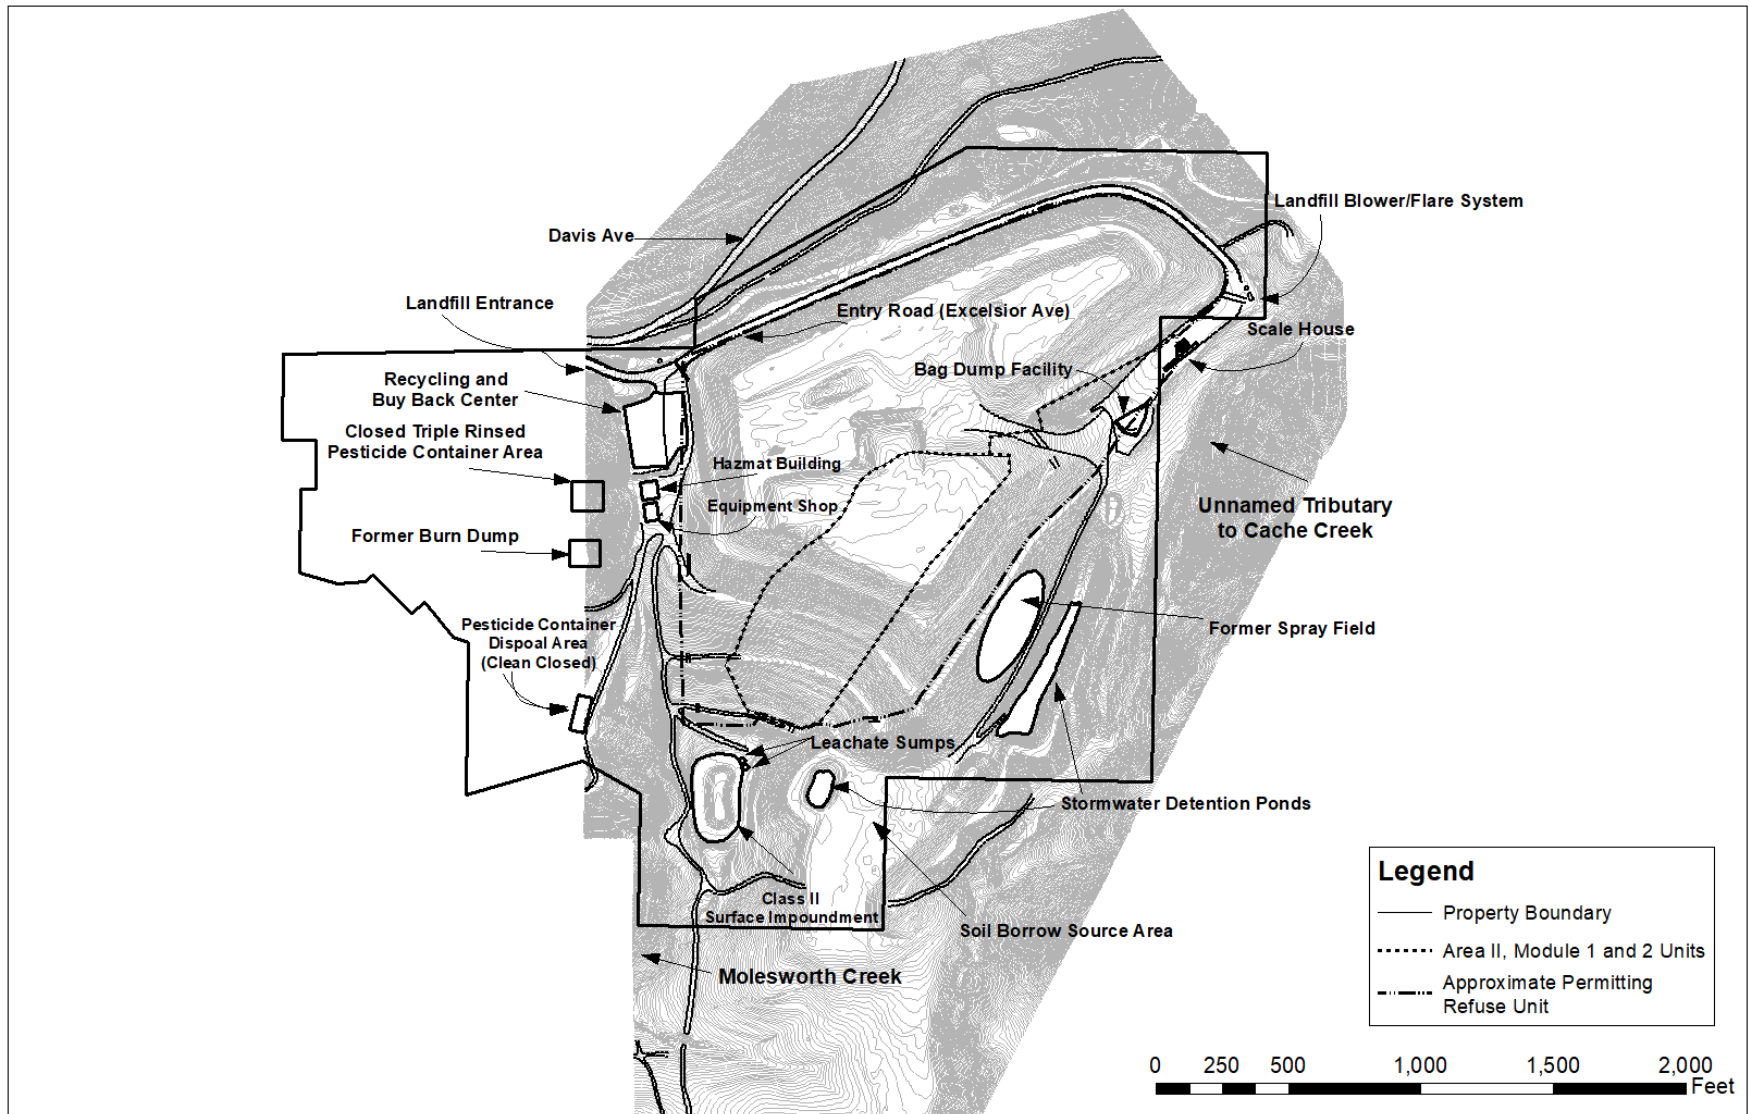 Landfill Blower/Flare System
Davis Ave
Landfill Entrance
Entry Road (Excelsior Ave)
Scale House
Bag Dump Facility
Recycling and
Buy Back Center
Closed Triple Rinsed
Pesticide Container Area
Hazmat Building
Equipment Shop
Unnamed Tributary
to Cache Creek
Former Burn Dump
Pesticide Container
Dispoal Area
(Clean Closed)
Former Spray Field
Leachate Sumps
Stormwater Detention Ponds
Class II
Surface Impoundment
Soil Borrow Source Area
Molesworth Creek
Legend
Property Boundary
Area II, Module 1 and 2 Units
Approximate Permitting
Refuse Unit
0 250 500 1,000 1,500 2,000
Feet